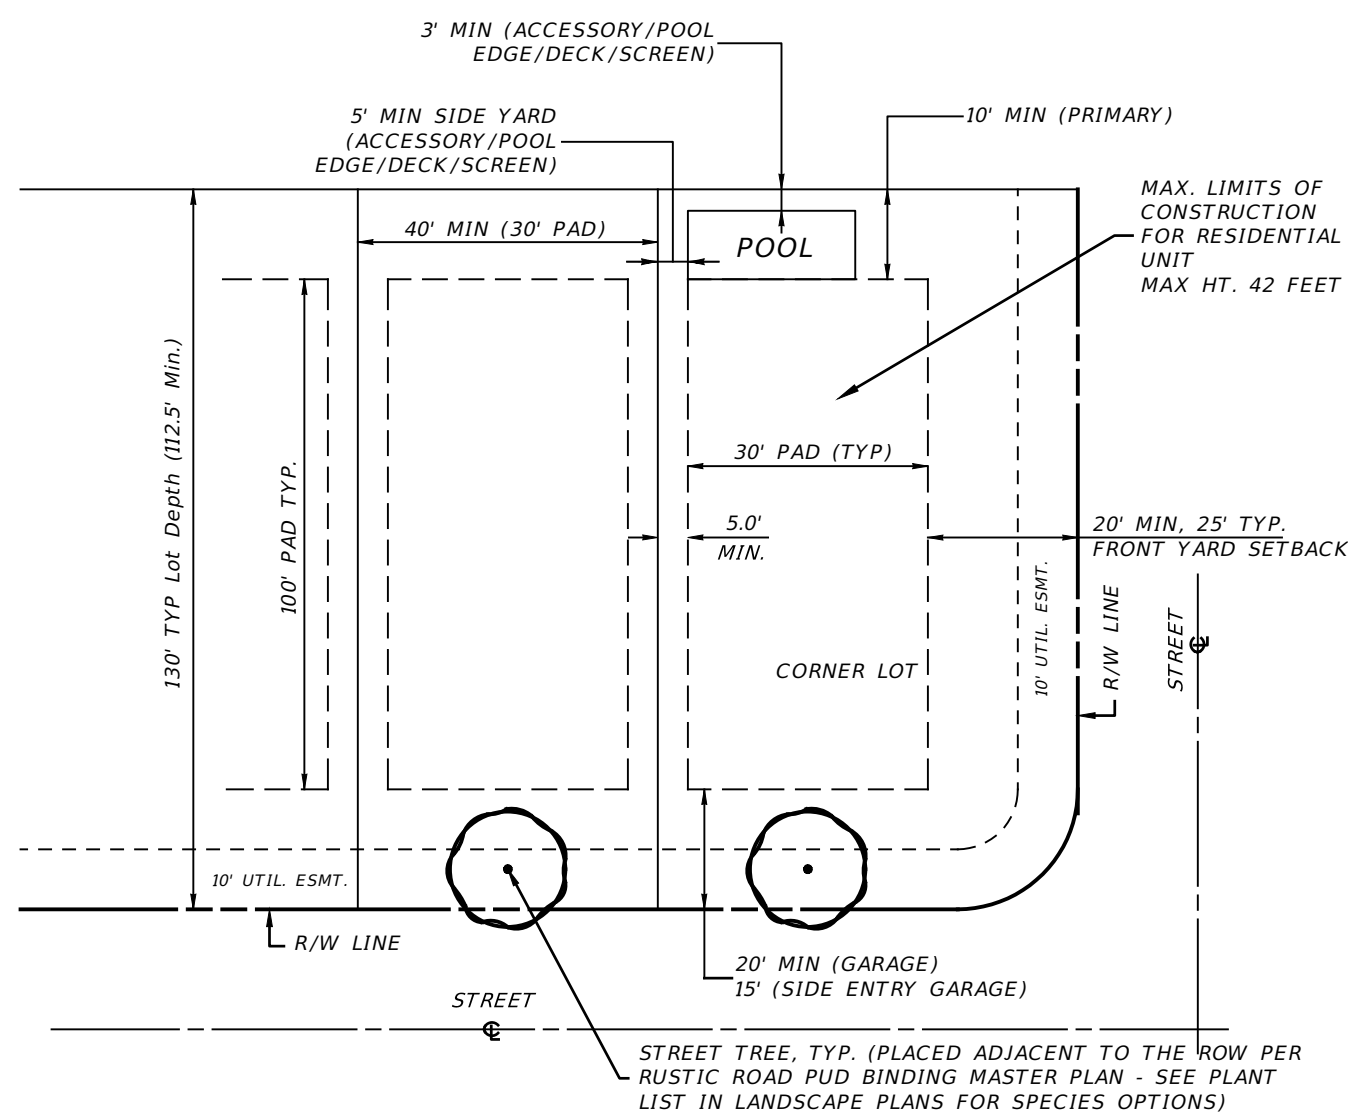 3' MIN (ACCESSORY/POOL
EDGE/DECK/SCREEN)
5' MIN SIDE YARD
(ACCESSORY/POOL
EDGE/DECK/SCREEN)
10' MIN (PRIMARY)
MAX. LIMITS OF
CONSTRUCTION
FOR RESIDENTIAL
UNIT
MAX HT. 42 FEET
40' MIN (30' PAD)
POOL
130' TYP Lot Depth (112.5' Min.)
100' PAD TYP.
30' PAD (TYP)
5.0'
MIN.
20' MIN, 25' TYP.
FRONT YARD SETBACK
10' UTIL. ESMT.
R/W LINE
STREET
CL
CORNER LOT
10' UTIL. ESMT.
R/W LINE
20' MIN (GARAGE)
15' (SIDE ENTRY GARAGE)
STREET
CL
STREET TREE, TYP. (PLACED ADJACENT TO THE ROW PER
RUSTIC ROAD PUD BINDING MASTER PLAN - SEE PLANT
LIST IN LANDSCAPE PLANS FOR SPECIES OPTIONS)